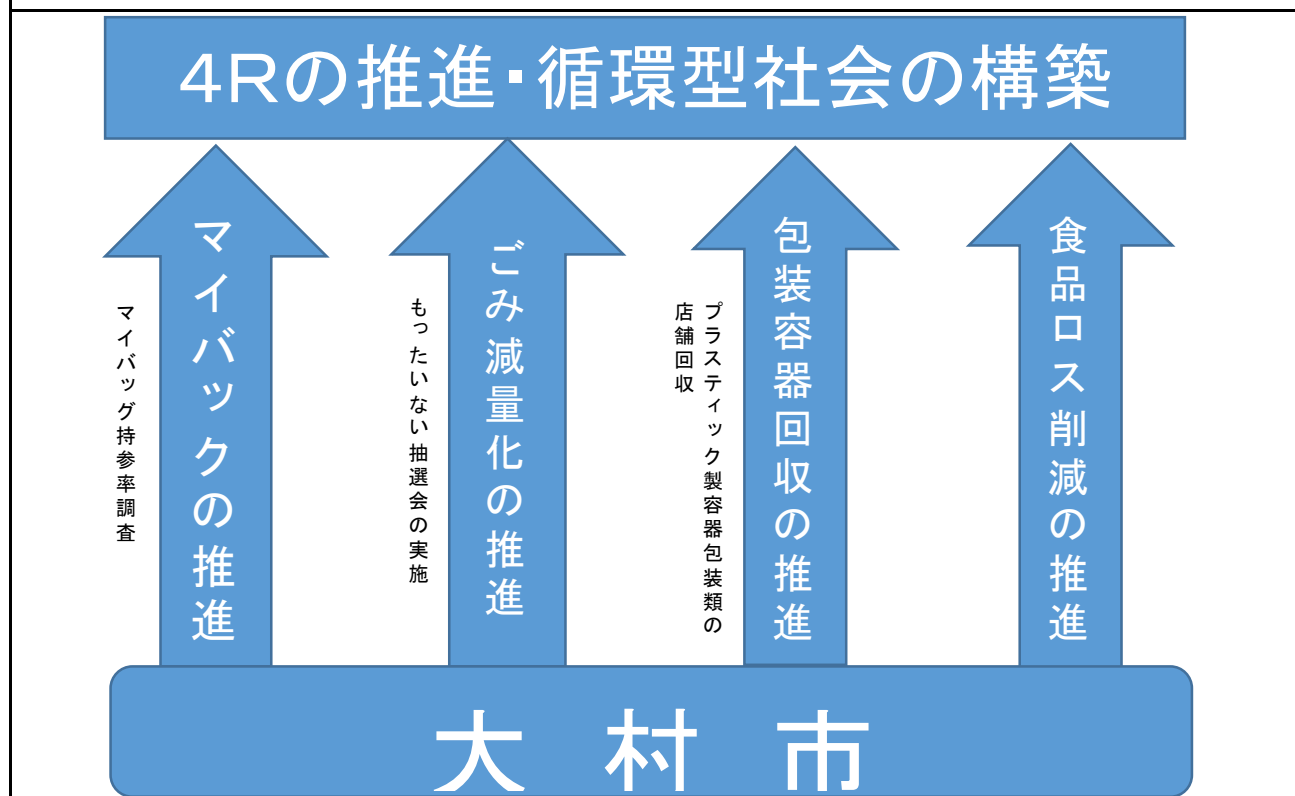 4Rの推進・循環型社会の構築
マイバックの推進
マイバッグ持参率調査
ごみ減量化の推進
もったいない抽選会の実施
包装容器回収の推進
プラスティック製容器包装類の
店舗回収
食品ロス削減の推進
大村市